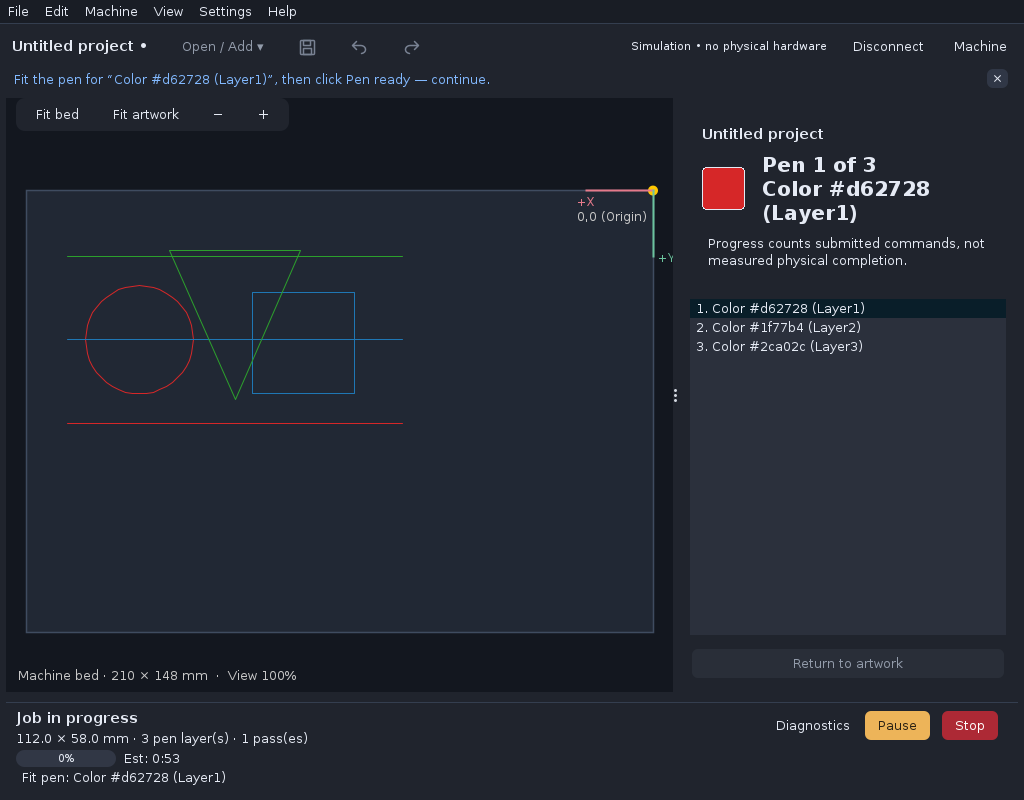 File Edit Machine View Settings Help
Untitled project • Open / Add ▾ Simulation • no physical hardware Disconnect Machine
Fit the pen for “Color #d62728 (Layer1)”, then click Pen ready — continue. ✕
Fit bed Fit artwork − +
+X
0,0 (Origin)
+Y
Machine bed · 210 × 148 mm · View 100%
Untitled project
Pen 1 of 3
Color #d62728
(Layer1)
Progress counts submitted commands, not
measured physical completion.
1. Color #d62728 (Layer1)
2. Color #1f77b4 (Layer2)
3. Color #2ca02c (Layer3)
Return to artwork
Job in progress
112.0 × 58.0 mm · 3 pen layer(s) · 1 pass(es)
0% Est: 0:53
Fit pen: Color #d62728 (Layer1)
Diagnostics Pause Stop